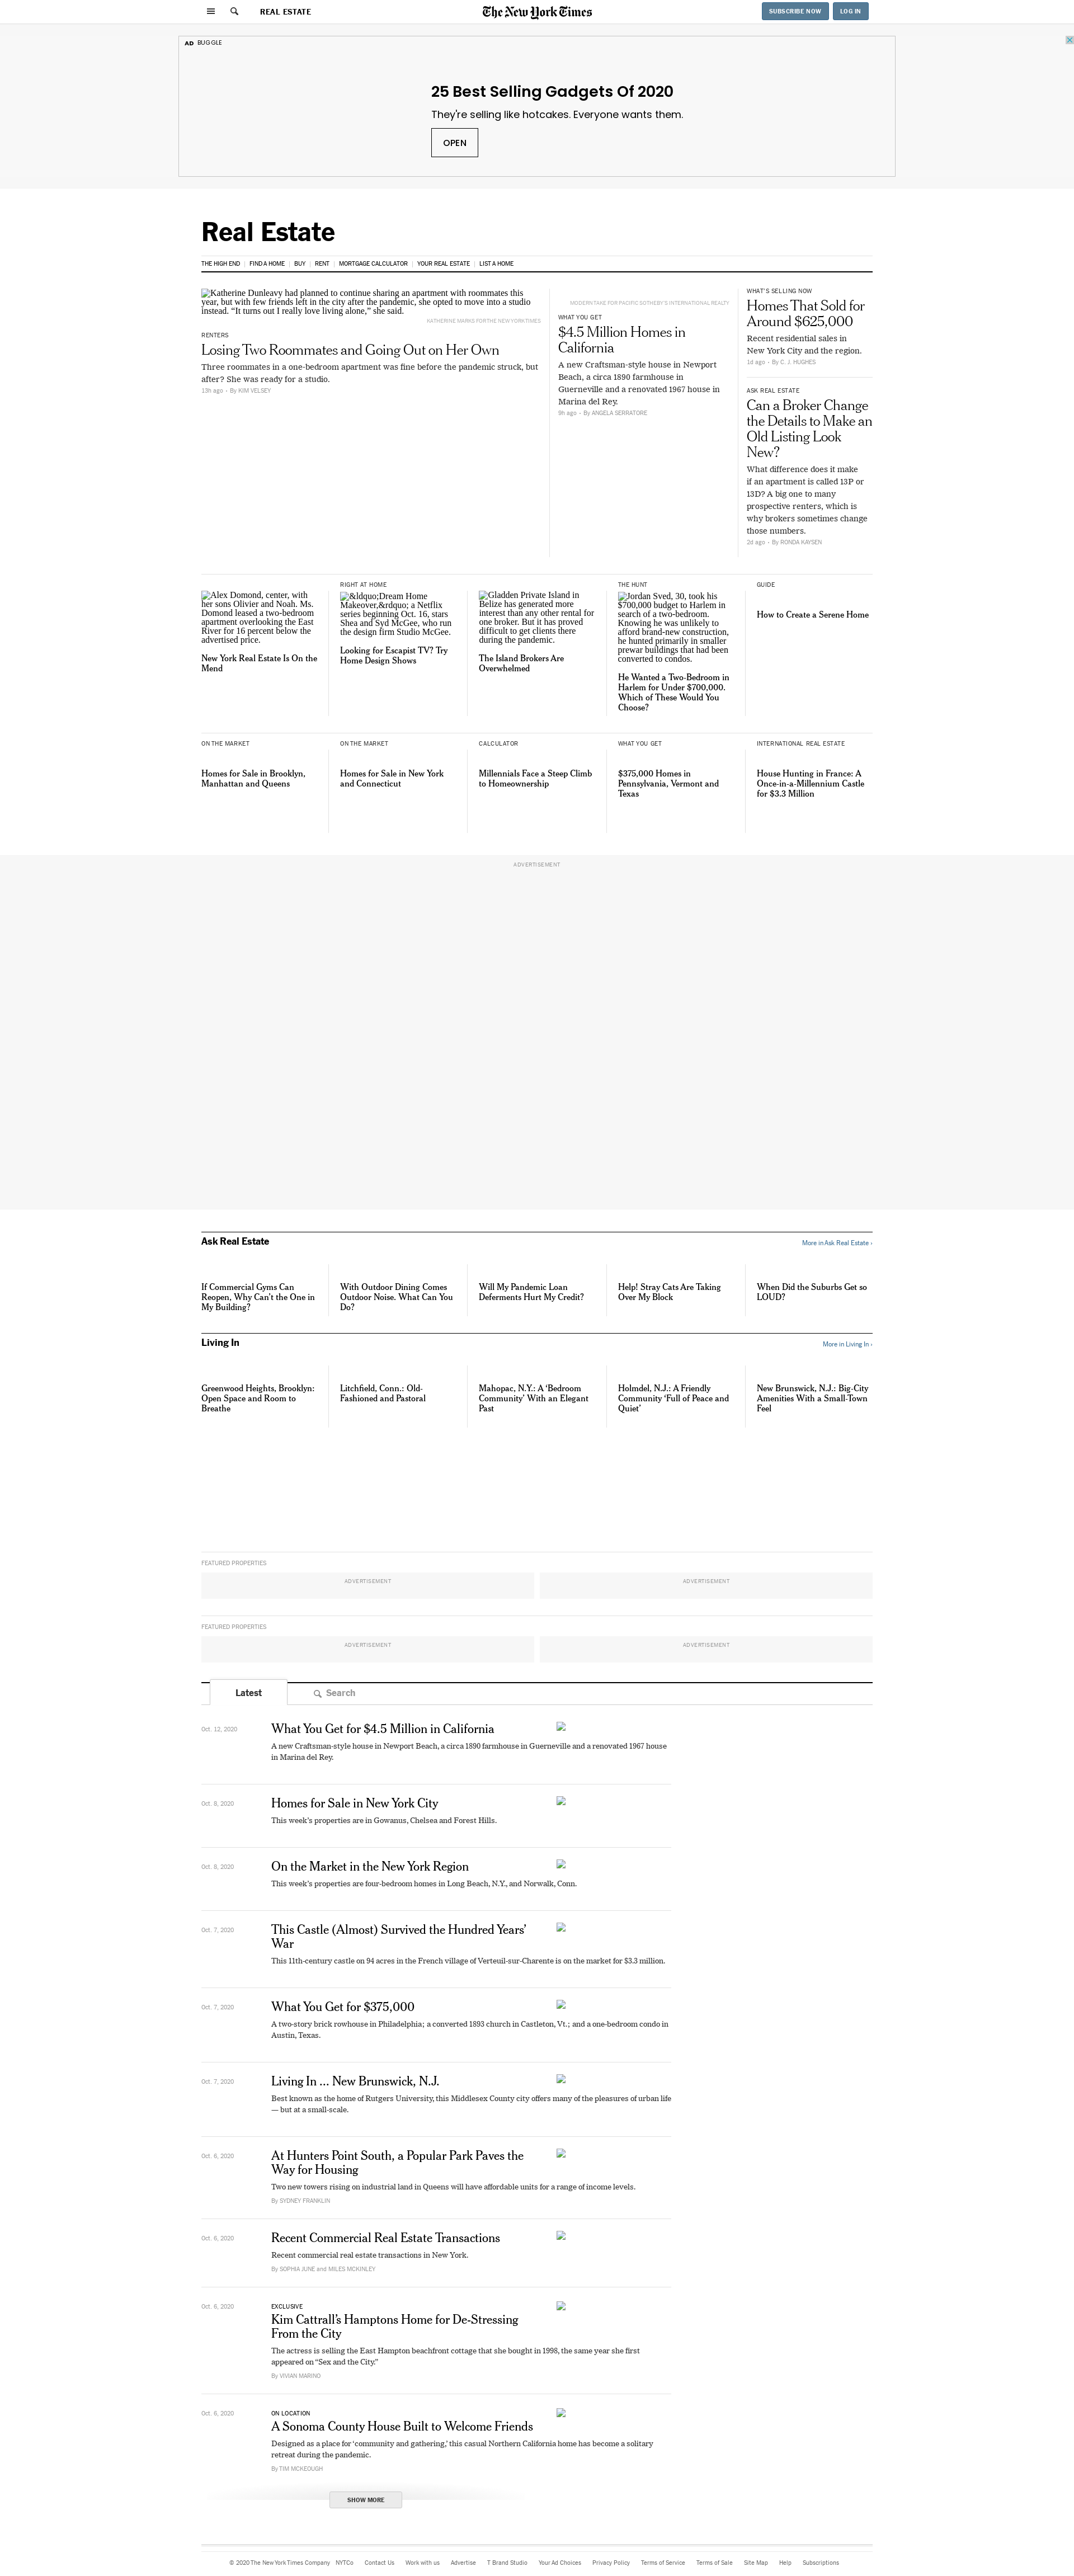 REAL ESTATE
The New York Times
SUBSCRIBE NOW
LOG IN
AD BUGGLE
25 Best Selling Gadgets Of 2020
They're selling like hotcakes. Everyone wants them.
OPEN
Real Estate
THE HIGH END | FIND A HOME | BUY | RENT | MORTGAGE CALCULATOR | YOUR REAL ESTATE | LIST A HOME
Katherine Dunleavy had planned to continue sharing an apartment with roommates this
year, but with few friends left in the city after the pandemic, she opted to move into a studio
instead. “It turns out I really love living alone,” she said.
KATHERINE MARKS FOR THE NEW YORK TIMES
RENTERS
Losing Two Roommates and Going Out on Her Own
Three roommates in a one-bedroom apartment was fine before the pandemic struck, but
after? She was ready for a studio.
13h ago • By KIM VELSEY
MODERN TAKE FOR PACIFIC SOTHEBY'S INTERNATIONAL REALTY
WHAT YOU GET
$4.5 Million Homes in
California
A new Craftsman-style house in Newport
Beach, a circa 1890 farmhouse in
Guerneville and a renovated 1967 house in
Marina del Rey.
9h ago • By ANGELA SERRATORE
WHAT'S SELLING NOW
Homes That Sold for
Around $625,000
Recent residential sales in
New York City and the region.
1d ago • By C. J. HUGHES
ASK REAL ESTATE
Can a Broker Change
the Details to Make an
Old Listing Look
New?
What difference does it make
if an apartment is called 13P or
13D? A big one to many
prospective renters, which is
why brokers sometimes change
those numbers.
2d ago • By RONDA KAYSEN
Alex Domond, center, with
her sons Olivier and Noah. Ms.
Domond leased a two-bedroom
apartment overlooking the East
River for 16 percent below the
advertised price.
New York Real Estate Is On the
Mend
RIGHT AT HOME
&ldquo;Dream Home
Makeover,&rdquo; a Netflix
series beginning Oct. 16, stars
Shea and Syd McGee, who run
the design firm Studio McGee.
Looking for Escapist TV? Try
Home Design Shows
Gladden Private Island in
Belize has generated more
interest than any other rental for
one broker. But it has proved
difficult to get clients there
during the pandemic.
The Island Brokers Are
Overwhelmed
THE HUNT
Jordan Sved, 30, took his
$700,000 budget to Harlem in
search of a two-bedroom.
Knowing he was unlikely to
afford brand-new construction,
he hunted primarily in smaller
prewar buildings that had been
converted to condos.
He Wanted a Two-Bedroom in
Harlem for Under $700,000.
Which of These Would You
Choose?
GUIDE
How to Create a Serene Home
ON THE MARKET
Homes for Sale in Brooklyn,
Manhattan and Queens
ON THE MARKET
Homes for Sale in New York
and Connecticut
CALCULATOR
Millennials Face a Steep Climb
to Homeownership
WHAT YOU GET
$375,000 Homes in
Pennsylvania, Vermont and
Texas
INTERNATIONAL REAL ESTATE
House Hunting in France: A
Once-in-a-Millennium Castle
for $3.3 Million
ADVERTISEMENT
Ask Real Estate
More in Ask Real Estate ›
If Commercial Gyms Can
Reopen, Why Can't the One in
My Building?
With Outdoor Dining Comes
Outdoor Noise. What Can You
Do?
Will My Pandemic Loan
Deferments Hurt My Credit?
Help! Stray Cats Are Taking
Over My Block
When Did the Suburbs Get so
LOUD?
Living In
More in Living In ›
Greenwood Heights, Brooklyn:
Open Space and Room to
Breathe
Litchfield, Conn.: Old-
Fashioned and Pastoral
Mahopac, N.Y.: A ‘Bedroom
Community’ With an Elegant
Past
Holmdel, N.J.: A Friendly
Community ‘Full of Peace and
Quiet’
New Brunswick, N.J.: Big-City
Amenities With a Small-Town
Feel
FEATURED PROPERTIES
ADVERTISEMENT
ADVERTISEMENT
FEATURED PROPERTIES
ADVERTISEMENT
ADVERTISEMENT
Latest
Search
Oct. 12, 2020
What You Get for $4.5 Million in California
A new Craftsman-style house in Newport Beach, a circa 1890 farmhouse in Guerneville and a renovated 1967 house
in Marina del Rey.
Oct. 8, 2020
Homes for Sale in New York City
This week's properties are in Gowanus, Chelsea and Forest Hills.
Oct. 8, 2020
On the Market in the New York Region
This week's properties are four-bedroom homes in Long Beach, N.Y., and Norwalk, Conn.
Oct. 7, 2020
This Castle (Almost) Survived the Hundred Years’
War
This 11th-century castle on 94 acres in the French village of Verteuil-sur-Charente is on the market for $3.3 million.
Oct. 7, 2020
What You Get for $375,000
A two-story brick rowhouse in Philadelphia; a converted 1893 church in Castleton, Vt.; and a one-bedroom condo in
Austin, Texas.
Oct. 7, 2020
Living In ... New Brunswick, N.J.
Best known as the home of Rutgers University, this Middlesex County city offers many of the pleasures of urban life
— but at a small-scale.
Oct. 6, 2020
At Hunters Point South, a Popular Park Paves the
Way for Housing
Two new towers rising on industrial land in Queens will have affordable units for a range of income levels.
By SYDNEY FRANKLIN
Oct. 6, 2020
Recent Commercial Real Estate Transactions
Recent commercial real estate transactions in New York.
By SOPHIA JUNE and MILES MCKINLEY
Oct. 6, 2020
EXCLUSIVE
Kim Cattrall’s Hamptons Home for De-Stressing
From the City
The actress is selling the East Hampton beachfront cottage that she bought in 1998, the same year she first
appeared on “Sex and the City.”
By VIVIAN MARINO
Oct. 6, 2020
ON LOCATION
A Sonoma County House Built to Welcome Friends
Designed as a place for ‘community and gathering,’ this casual Northern California home has become a solitary
retreat during the pandemic.
By TIM MCKEOUGH
SHOW MORE
© 2020 The New York Times Company NYTCo Contact Us Work with us Advertise T Brand Studio Your Ad Choices Privacy Policy Terms of Service Terms of Sale Site Map Help Subscriptions